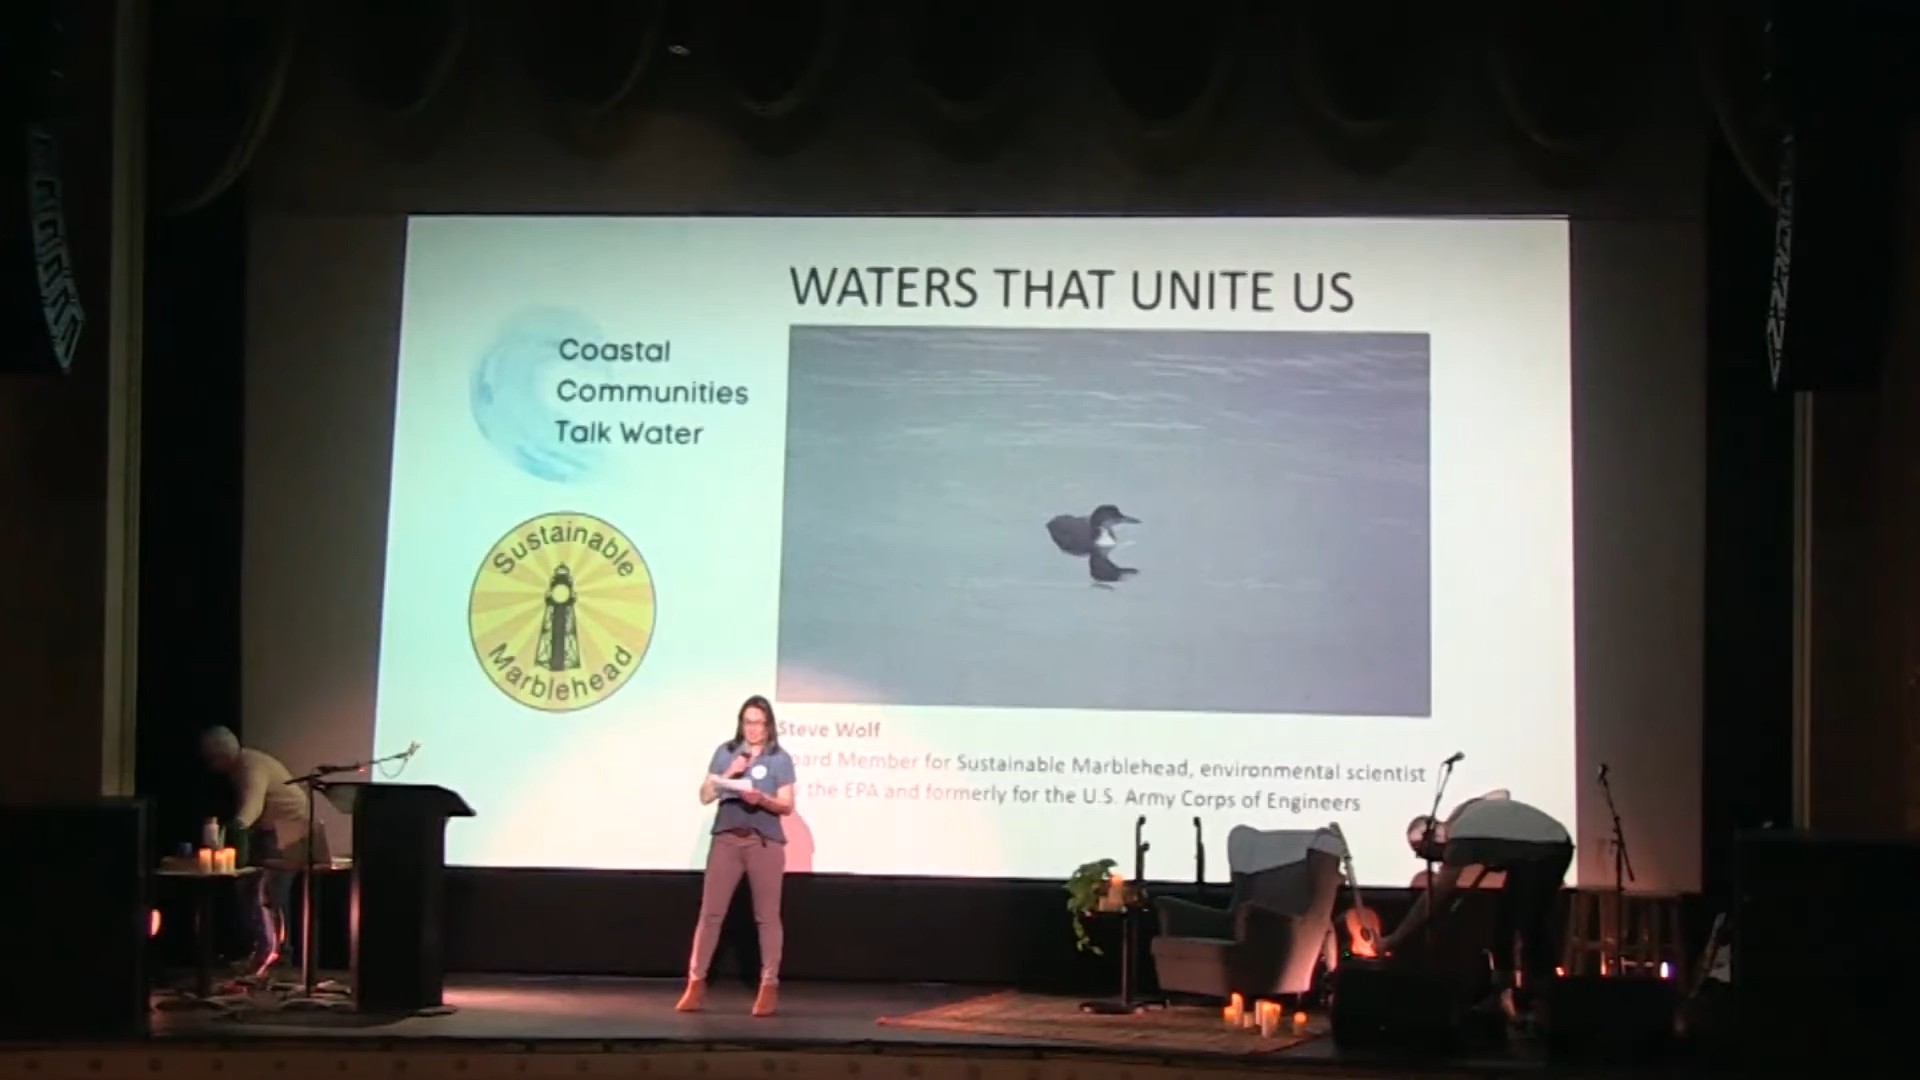 WATERS THAT UNITE US
Coastal
Communities
Talk Water
Sustainable
Marblehead
Steve Wolf
Member for Sustainable Marblehead, environmental scientist
the EPA and formerly for the U.S. Army Corps of Engineers